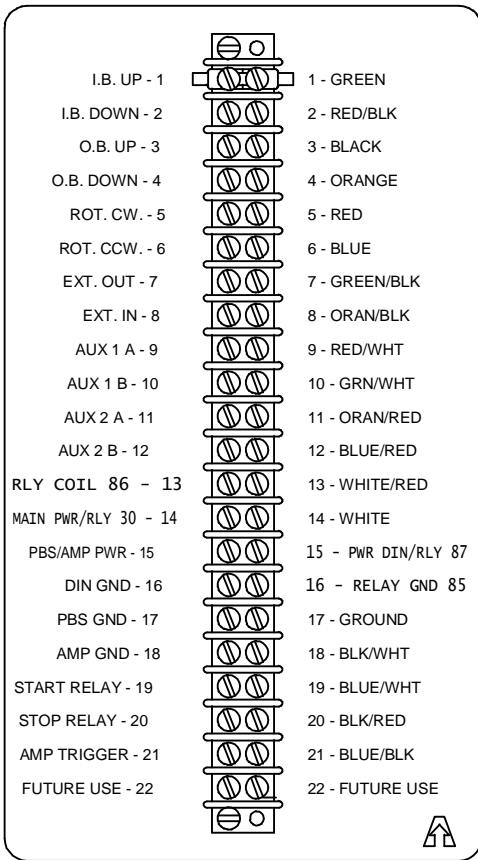 I.B. UP - 1 1 - GREEN
I.B. DOWN - 2 2 - RED/BLK
O.B. UP - 3 3 - BLACK
O.B. DOWN - 4 4 - ORANGE
ROT. CW. - 5 5 - RED
ROT. CCW. - 6 6 - BLUE
EXT. OUT - 7 7 - GREEN/BLK
EXT. IN - 8 8 - ORAN/BLK
AUX 1 A - 9 9 - RED/WHT
AUX 1 B - 10 10 - GRN/WHT
AUX 2 A - 11 11 - ORAN/RED
AUX 2 B - 12 12 - BLUE/RED
RLY COIL 86 - 13 13 - WHITE/RED
MAIN PWR/RLY 30 - 14 14 - WHITE
PBS/AMP PWR - 15 15 - PWR DIN/RLY 87
DIN GND - 16 16 - RELAY GND 85
PBS GND - 17 17 - GROUND
AMP GND - 18 18 - BLK/WHT
START RELAY - 19 19 - BLUE/WHT
STOP RELAY - 20 20 - BLK/RED
AMP TRIGGER - 21 21 - BLUE/BLK
FUTURE USE - 22 22 - FUTURE USE